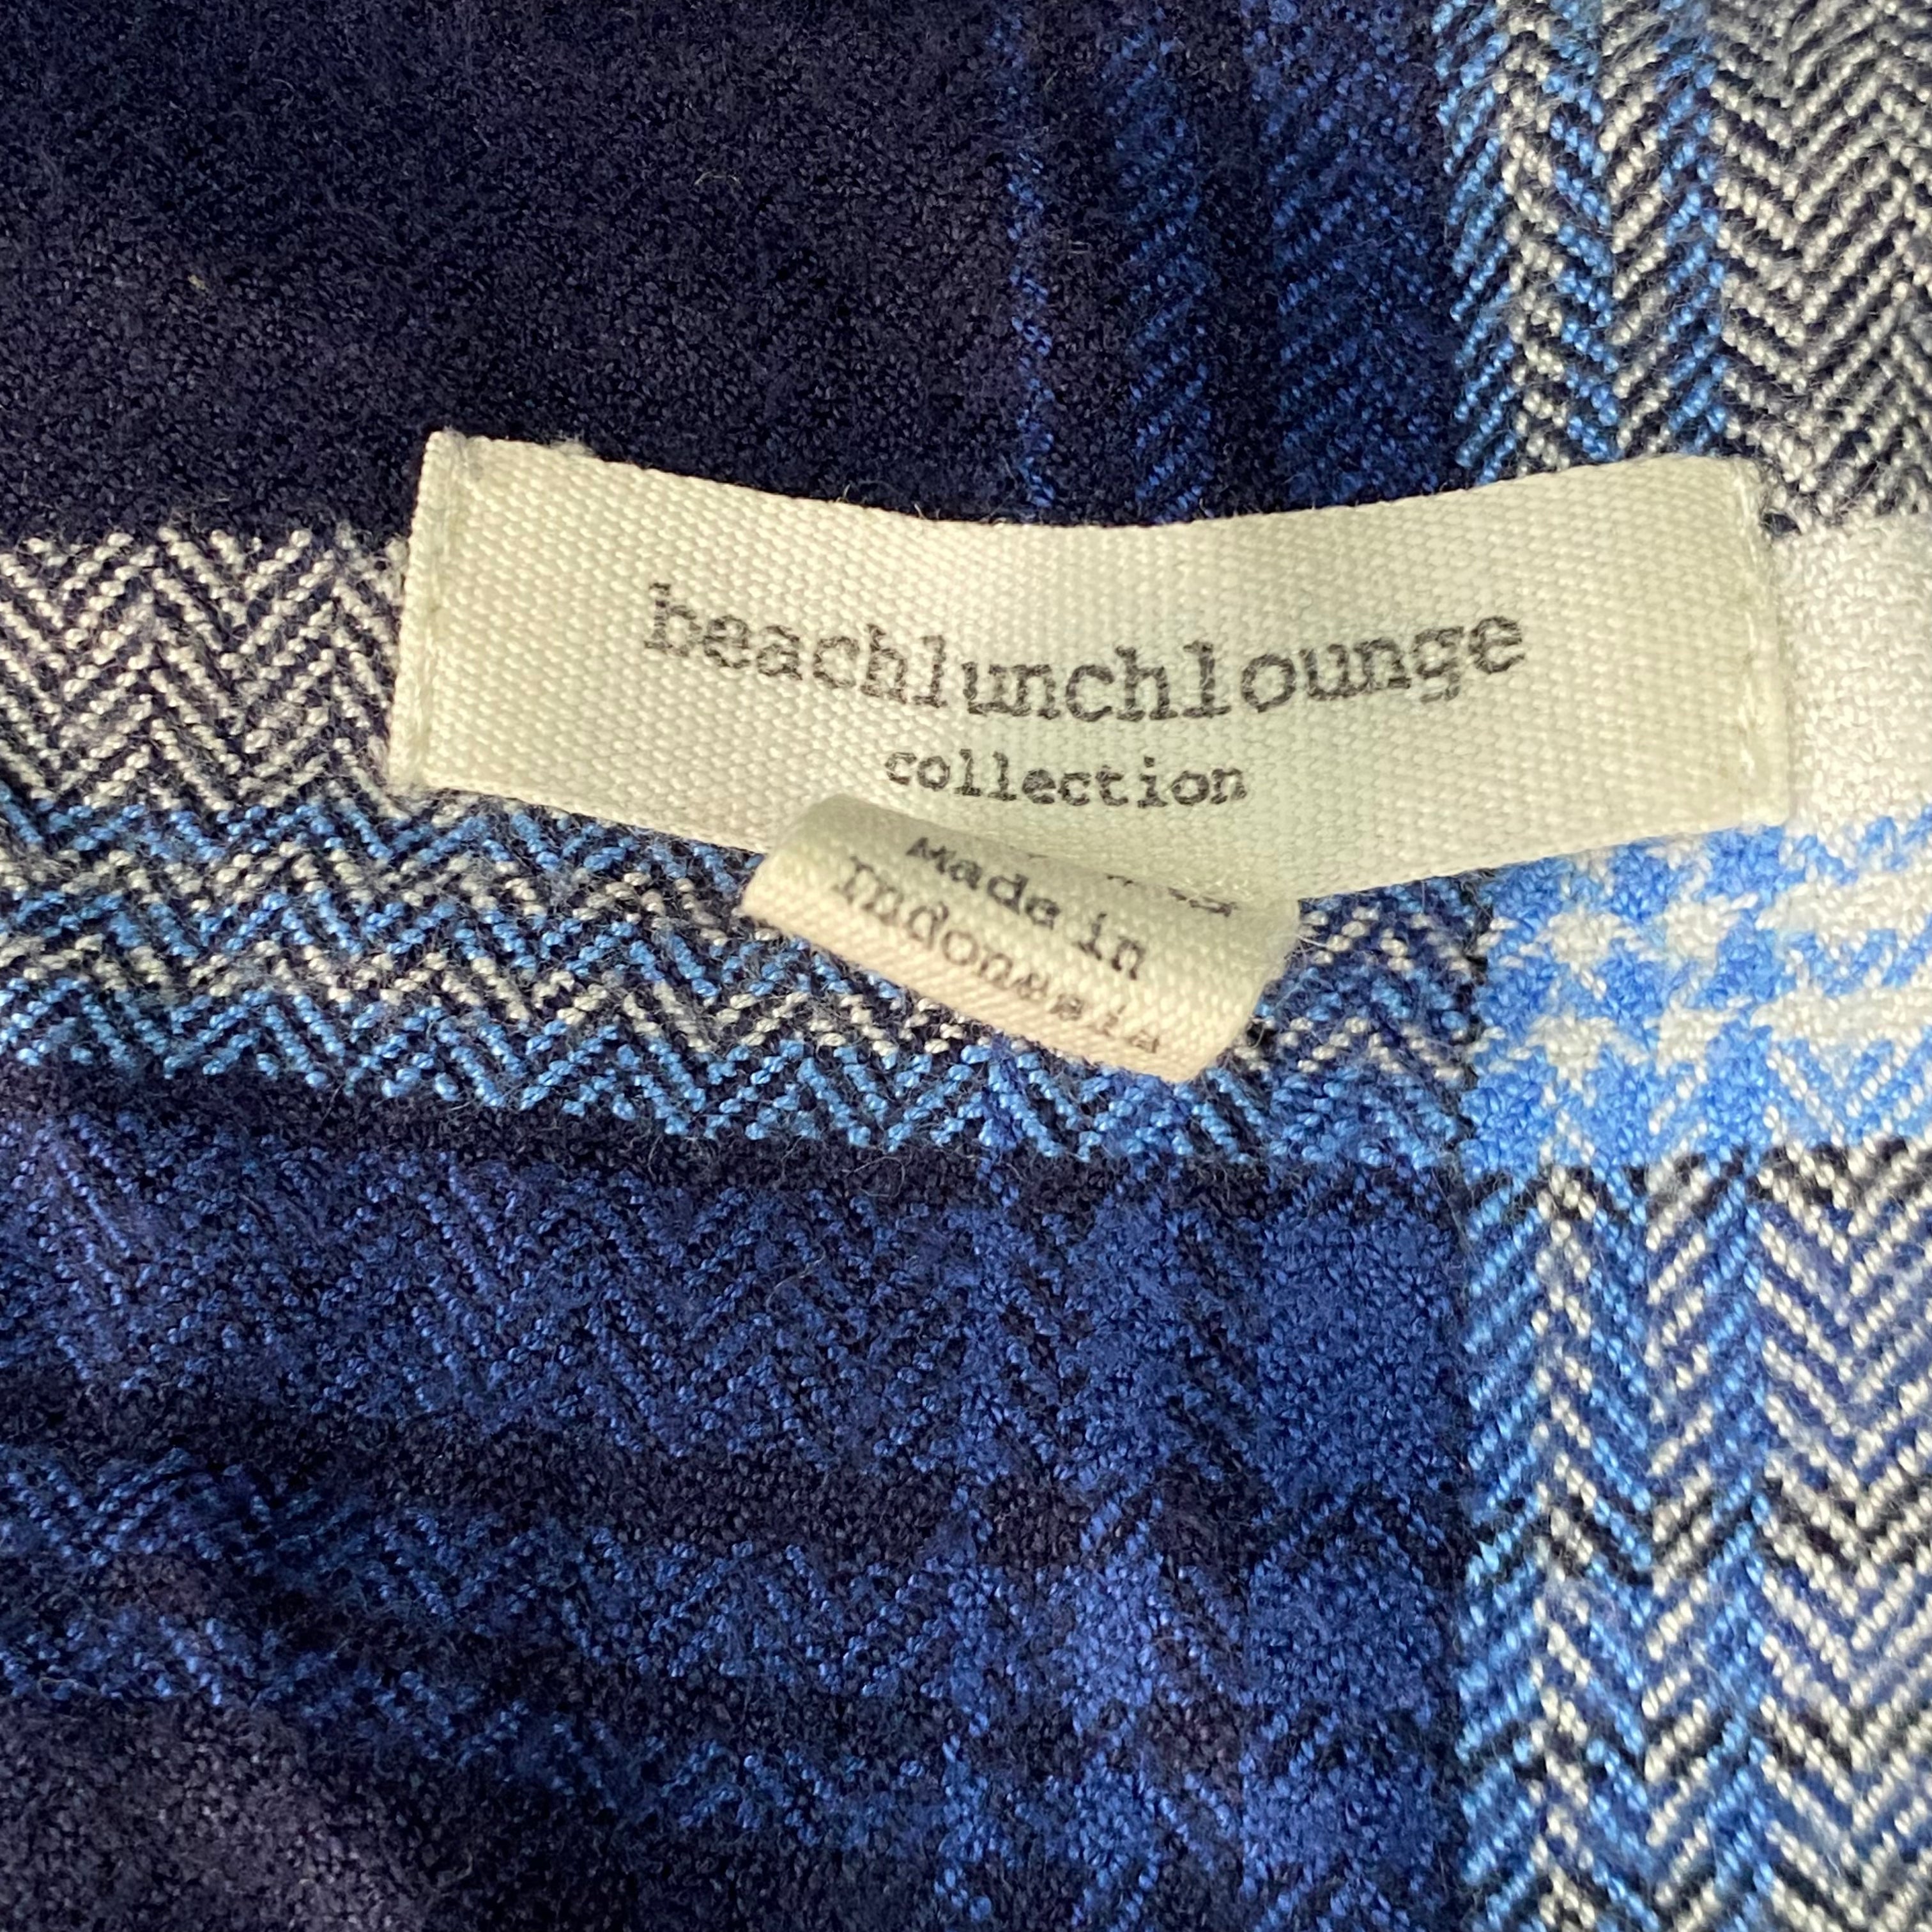 beachlunchlounge
collection
Made in
Indonesia